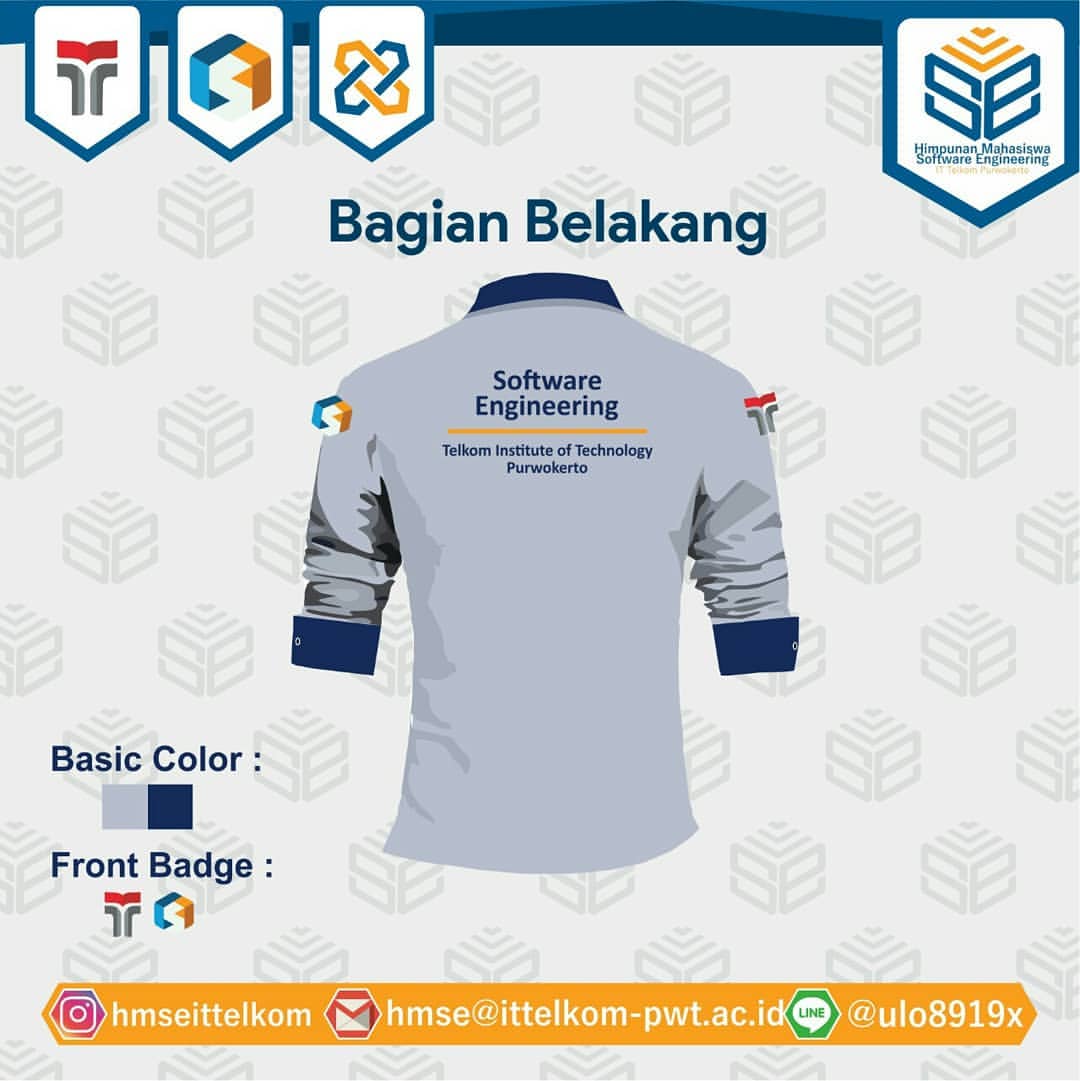 Himpunan Mahasiswa
Software Engineering
IT Telkom Purwokerto
Bagian Belakang
Software
Engineering
Telkom Institute of Technology
Purwokerto
Basic Color :
Front Badge :
hmseittelkom
hmse@ittelkom-pwt.ac.id
LINE
@ulo8919x